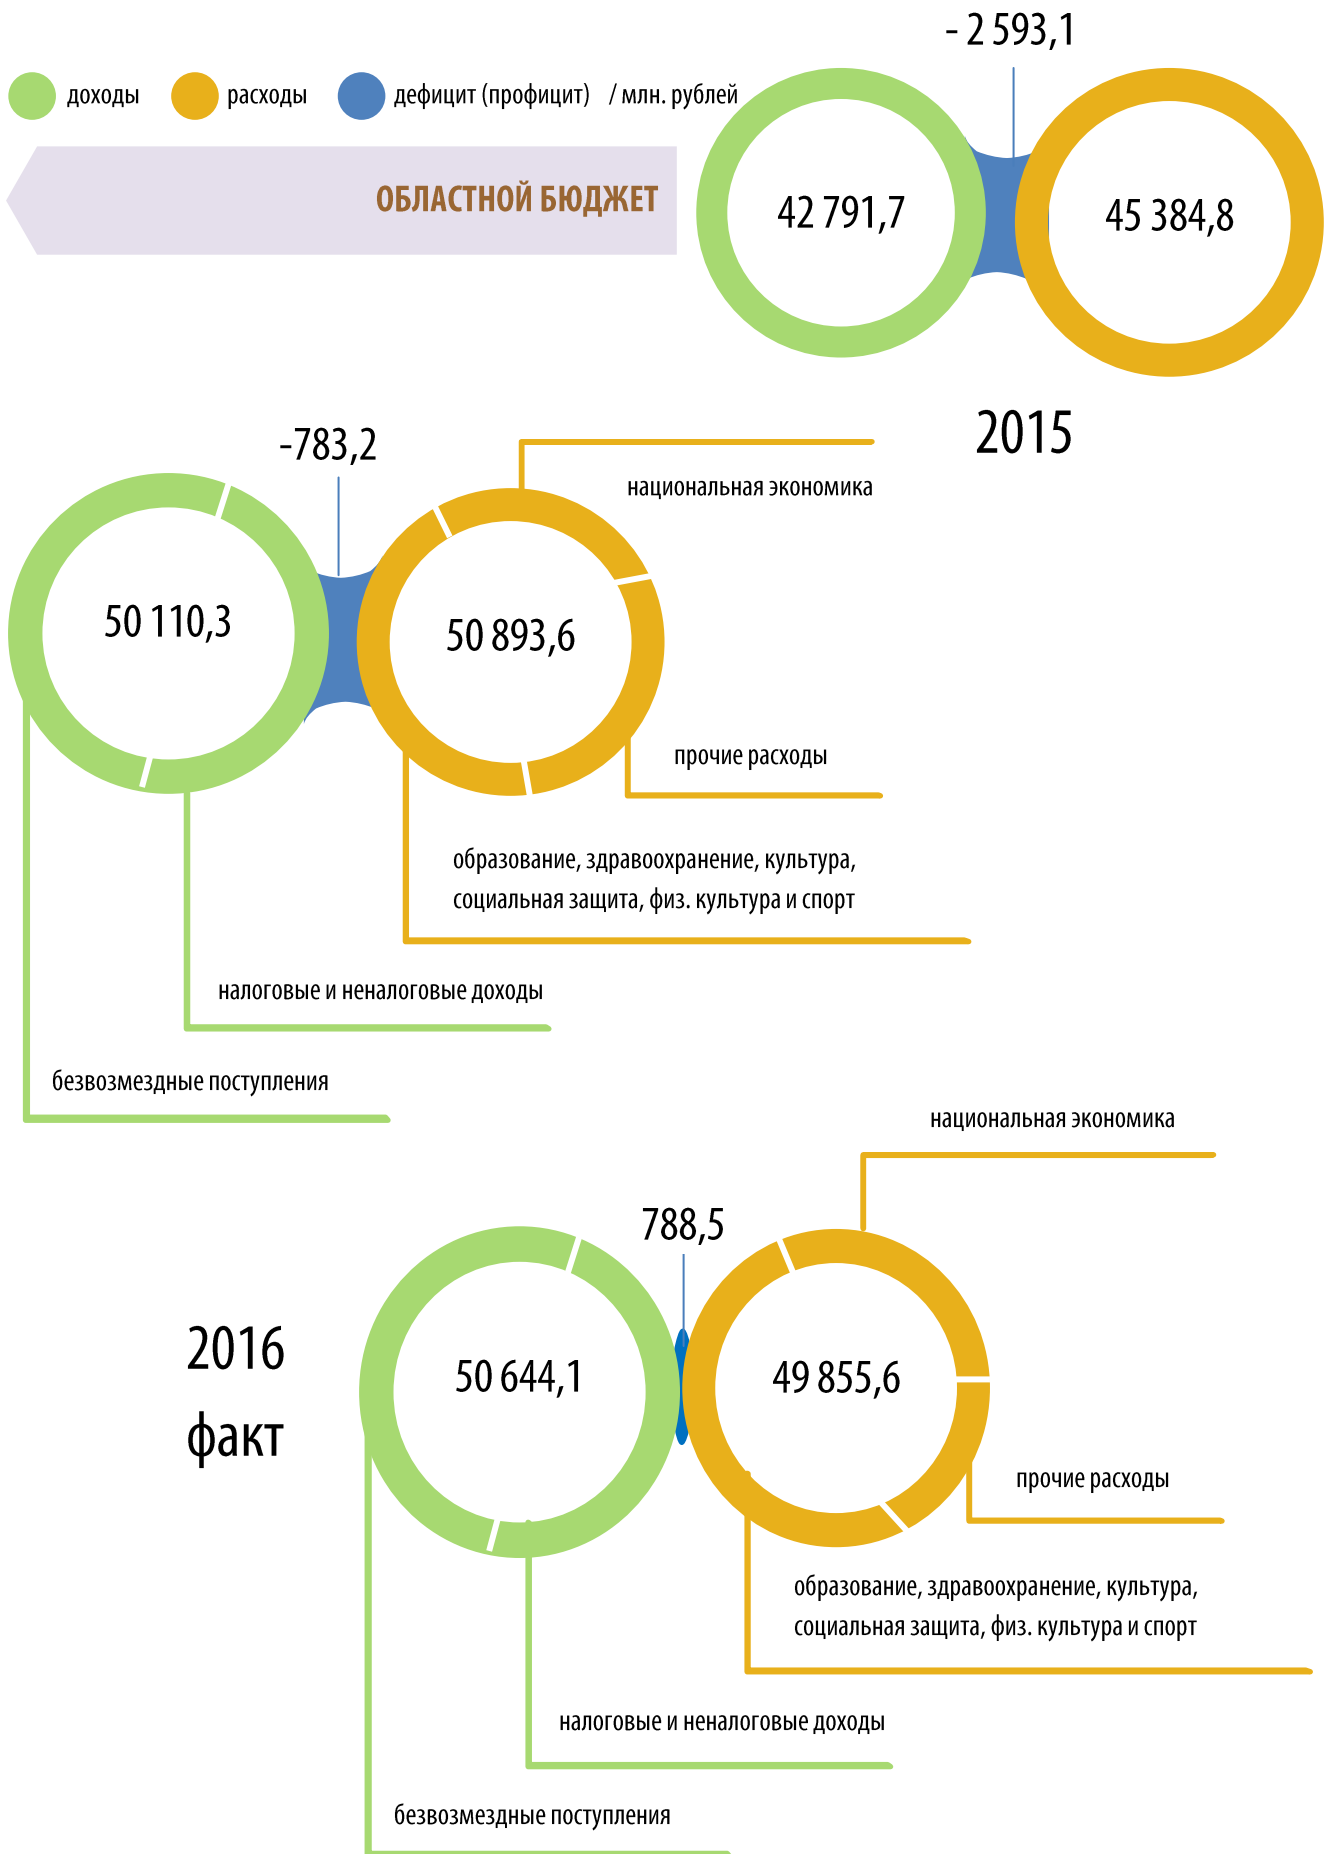 - 2 593,1
доходы
расходы
дефицит (профицит) / млн. рублей
ОБЛАСТНОЙ БЮДЖЕТ
42 791,7
45 384,8
2015
-783,2
национальная экономика
50 110,3
50 893,6
прочие расходы
образование, здравоохранение, культура,
социальная защита, физ. культура и спорт
налоговые и неналоговые доходы
безвозмездные поступления
национальная экономика
788,5
2016
факт
50 644,1
49 855,6
прочие расходы
образование, здравоохранение, культура,
социальная защита, физ. культура и спорт
налоговые и неналоговые доходы
безвозмездные поступления